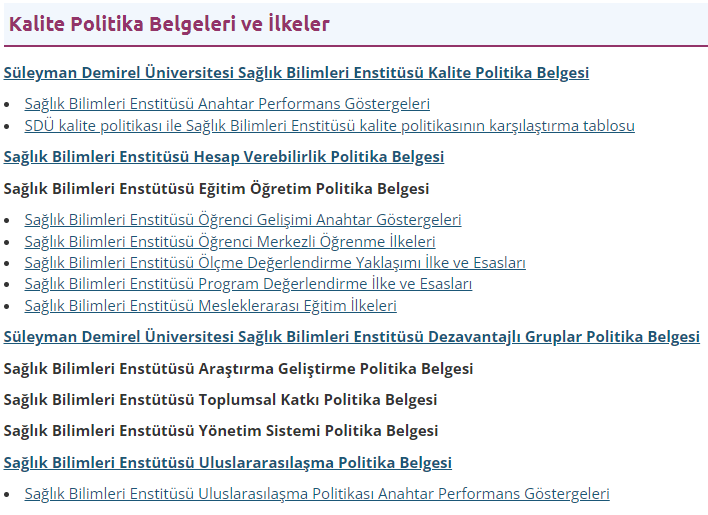 Kalite Politika Belgeleri ve İlkeler
Süleyman Demirel Üniversitesi Sağlık Bilimleri Enstitüsü Kalite Politika Belgesi
Sağlık Bilimleri Enstitüsü Anahtar Performans Göstergeleri
SDÜ kalite politikası ile Sağlık Bilimleri Enstitüsü kalite politikasının karşılaştırma tablosu
Sağlık Bilimleri Enstitüsü Hesap Verebilirlik Politika Belgesi
Sağlık Bilimleri Enstütüsü Eğitim Öğretim Politika Belgesi
Sağlık Bilimleri Enstitüsü Öğrenci Gelişimi Anahtar Göstergeleri
Sağlık Bilimleri Enstitüsü Öğrenci Merkezli Öğrenme İlkeleri
Sağlık Bilimleri Enstitüsü Ölçme Değerlendirme Yaklaşımı İlke ve Esasları
Sağlık Bilimleri Enstitüsü Program Değerlendirme İlke ve Esasları
Sağlık Bilimleri Enstitüsü Mesleklerarası Eğitim İlkeleri
Süleyman Demirel Üniversitesi Sağlık Bilimleri Enstitüsü Dezavantajlı Gruplar Politika Belgesi
Sağlık Bilimleri Enstütüsü Araştırma Geliştirme Politika Belgesi
Sağlık Bilimleri Enstütüsü Toplumsal Katkı Politika Belgesi
Sağlık Bilimleri Enstütüsü Yönetim Sistemi Politika Belgesi
Sağlık Bilimleri Enstütüsü Uluslararasılaşma Politika Belgesi
Sağlık Bilimleri Enstitüsü Uluslarasılaşma Politikası Anahtar Performans Göstergeleri